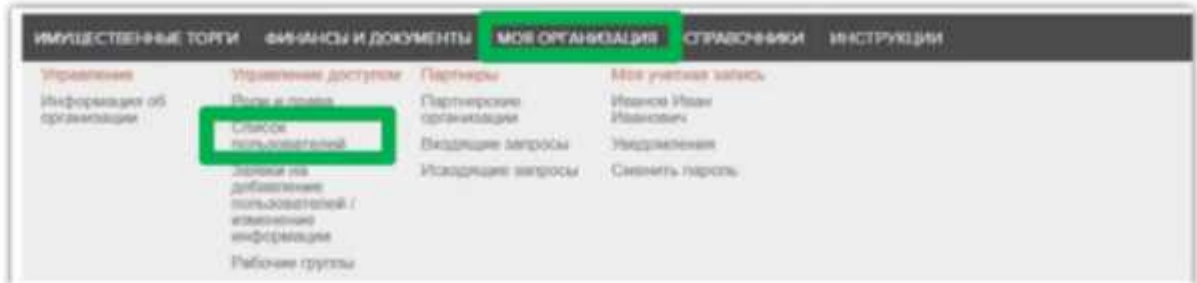 ИМУЩЕСТВЕННЫЕ ТОРГИ ФИНАНСЫ И ДОКУМЕНТЫ МОЯ ОРГАНИЗАЦИЯ СПРАВОЧНИКИ ИНСТРУКЦИИ
Управление Управление доступом Партнеры Моя учетная запись
Информация об Роли и права Партнерские Иванов Иван
организации Список организации Иванович
пользователей Входящие запросы Уведомления
Заявки на Исходящие запросы Сменить пароль
добавление
пользователей /
изменение
информации
Рабочие группы